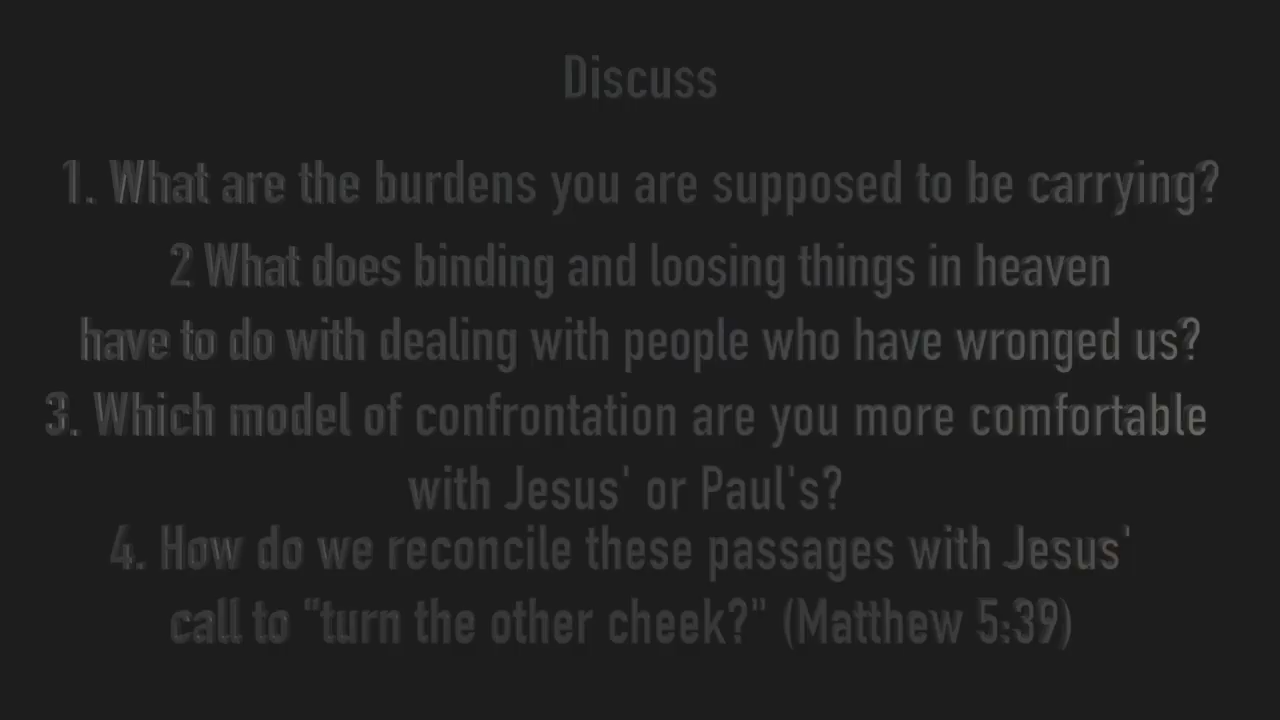 Discuss
1. What are the burdens you are supposed to be carrying?
2 What does binding and loosing things in heaven
have to do with dealing with people who have wronged us?
3. Which model of confrontation are you more comfortable
with Jesus' or Paul's?
4. How do we reconcile these passages with Jesus'
call to "turn the other cheek?" (Matthew 5:39)